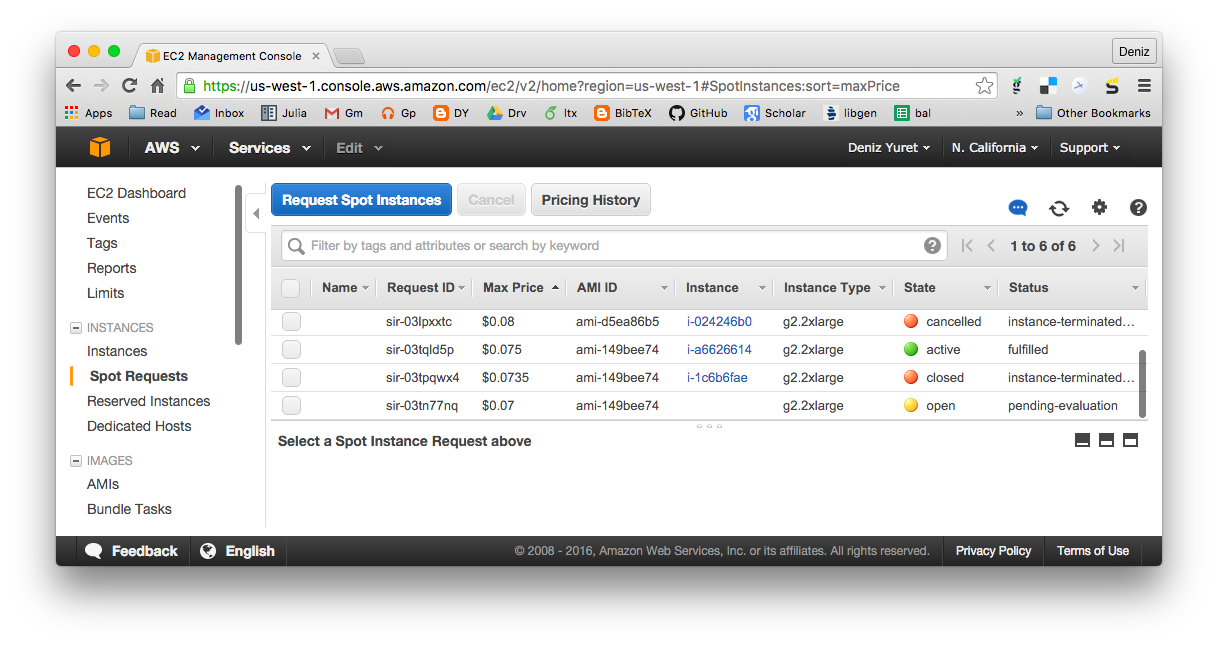 EC2 Management Console
Deniz
https://us-west-1.console.aws.amazon.com/ec2/v2/home?region=us-west-1#SpotInstances:sort=maxPrice
Apps Read Inbox Julia Gm Gp DY Drv ltx BibTeX GitHub Scholar libgen bal » Other Bookmarks
AWS Services Edit Deniz Yuret N. California Support
EC2 Dashboard
Events
Tags
Reports
Limits
INSTANCES
Instances
Spot Requests
Reserved Instances
Dedicated Hosts
IMAGES
AMIs
Bundle Tasks
Request Spot Instances Cancel Pricing History
Filter by tags and attributes or search by keyword 1 to 6 of 6
Name Request ID Max Price AMI ID Instance Instance Type State Status
sir-03lpxxtc $0.08 ami-d5ea86b5 i-024246b0 g2.2xlarge cancelled instance-terminated…
sir-03tqld5p $0.075 ami-149bee74 i-a6626614 g2.2xlarge active fulfilled
sir-03tpqwx4 $0.0735 ami-149bee74 i-1c6b6fae g2.2xlarge closed instance-terminated…
sir-03tn77nq $0.07 ami-149bee74 g2.2xlarge open pending-evaluation
Select a Spot Instance Request above
Feedback English © 2008 - 2016, Amazon Web Services, Inc. or its affiliates. All rights reserved. Privacy Policy Terms of Use